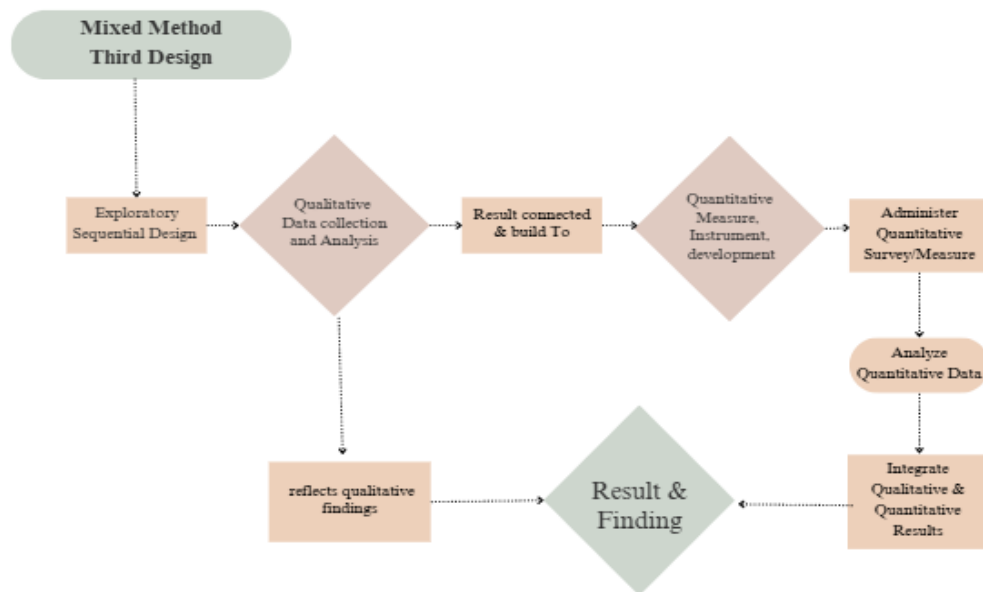 Mixed Method
Third Design
Exploratory
Sequential Design
Qualitative
Data collection
and Analysis
Result connected
& build To
Quantitative
Measure,
Instrument,
development
Administer
Quantitative
Survey/Measure
Analyze
Quantitative Data
reflects qualitative
findings
Result &
Finding
Integrate
Qualitative &
Quantitative
Results